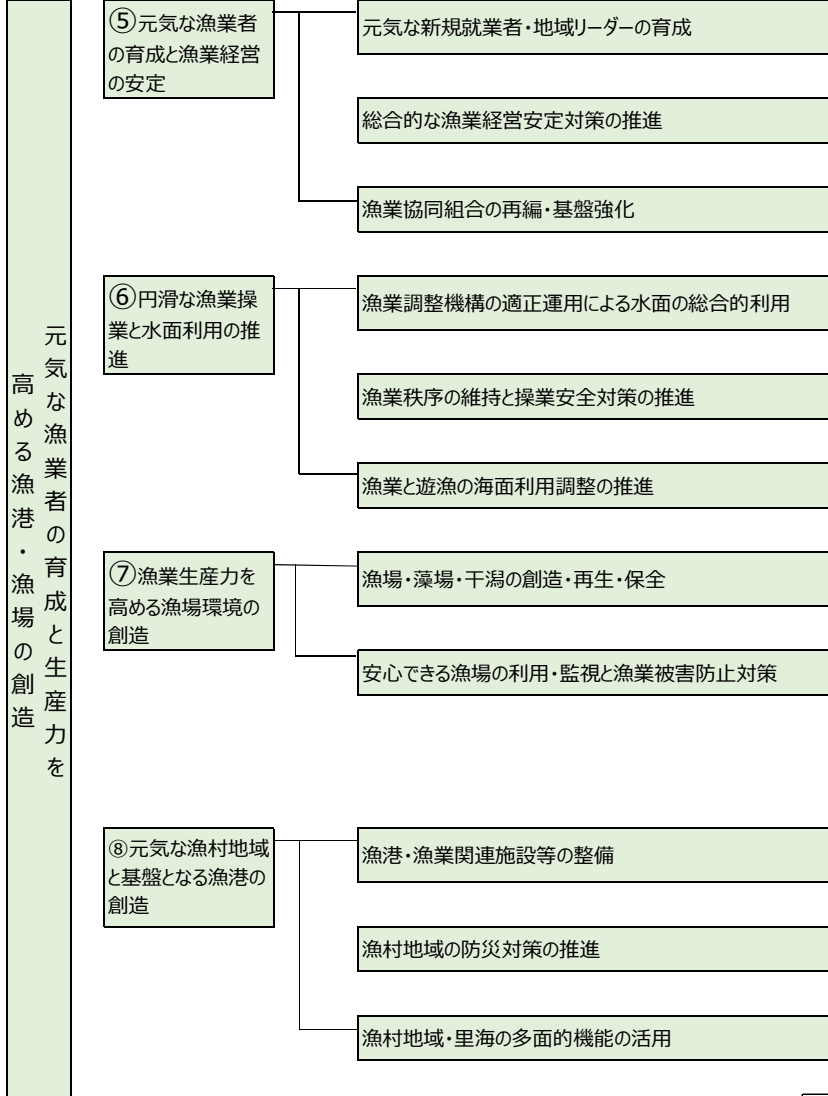 元気な漁業者の育成と生産力を
高める漁港・漁場の創造
⑤元気な漁業者
の育成と漁業経営
の安定
元気な新規就業者・地域リーダーの育成
総合的な漁業経営安定対策の推進
漁業協同組合の再編・基盤強化
⑥円滑な漁業操
業と水面利用の推
進
漁業調整機構の適正運用による水面の総合的利用
漁業秩序の維持と操業安全対策の推進
漁業と遊漁の海面利用調整の推進
⑦漁業生産力を
高める漁場環境の
創造
漁場・藻場・干潟の創造・再生・保全
安心できる漁場の利用・監視と漁業被害防止対策
⑧元気な漁村地域
と基盤となる漁港の
創造
漁港・漁業関連施設等の整備
漁村地域の防災対策の推進
漁村地域・里海の多面的機能の活用